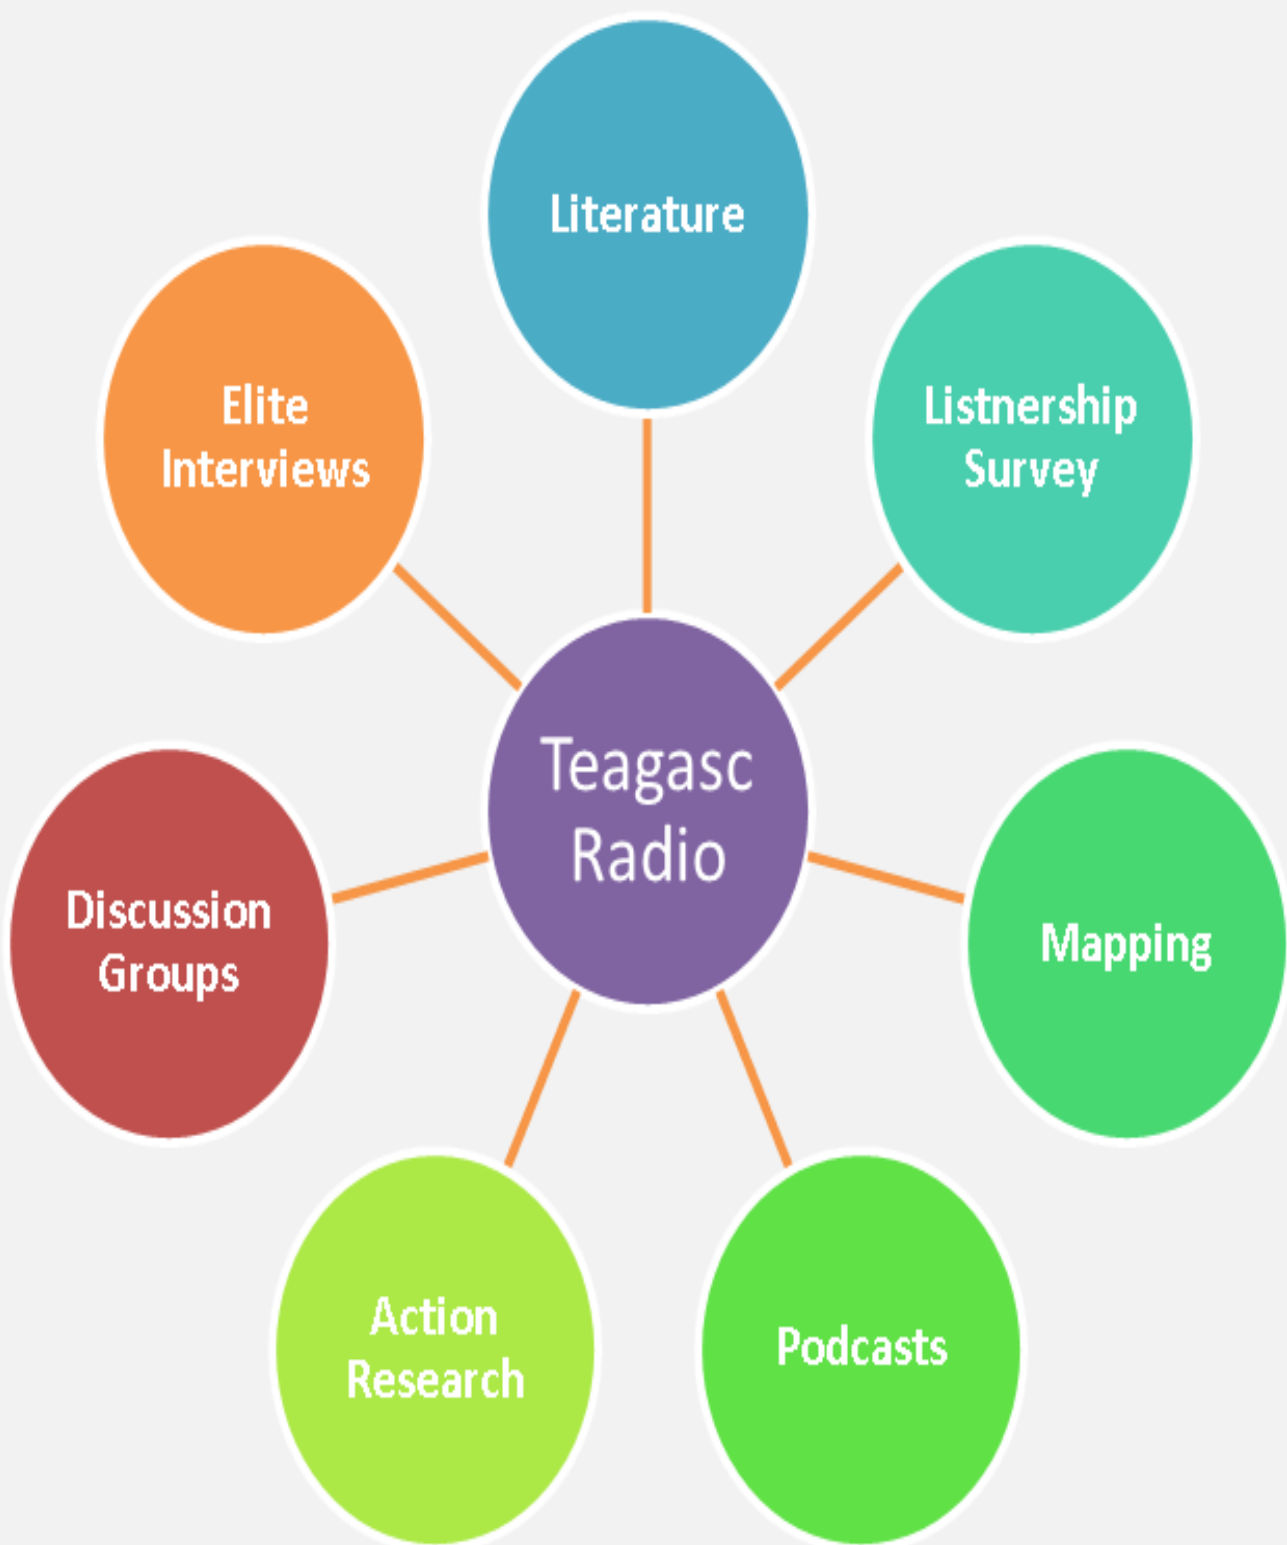 Literature
Elite
Interviews
Listnership
Survey
Teagasc
Radio
Discussion
Groups
Mapping
Action
Research
Podcasts